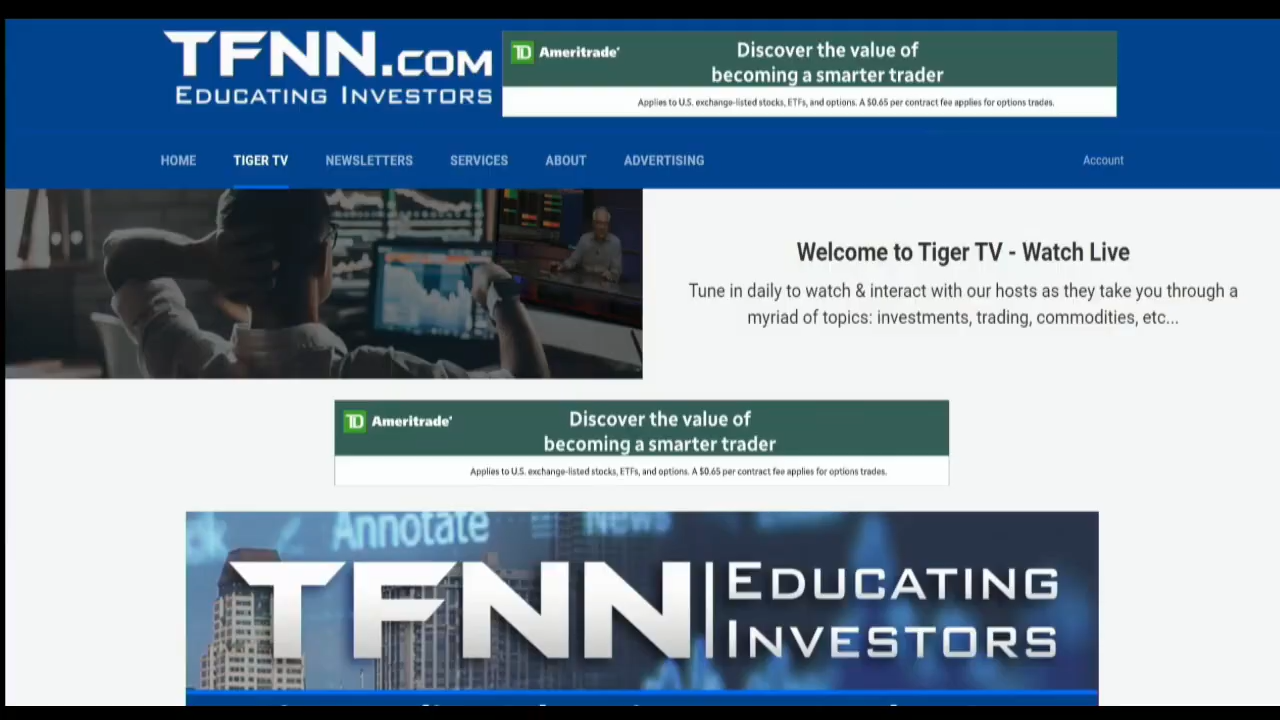 TFNN.COM
EDUCATING INVESTORS
TD Ameritrade
Discover the value of
becoming a smarter trader
Applies to U.S. exchange-listed stocks, ETFs, and options. A $0.65 per contract fee applies for options trades.
HOME TIGER TV NEWSLETTERS SERVICES ABOUT ADVERTISING Account
Welcome to Tiger TV - Watch Live
Tune in daily to watch & interact with our hosts as they take you through a
myriad of topics: investments, trading, commodities, etc...
TD Ameritrade
Discover the value of
becoming a smarter trader
Applies to U.S. exchange-listed stocks, ETFs, and options. A $0.65 per contract fee applies for options trades.
Annotate News
TFNN EDUCATING
INVESTORS